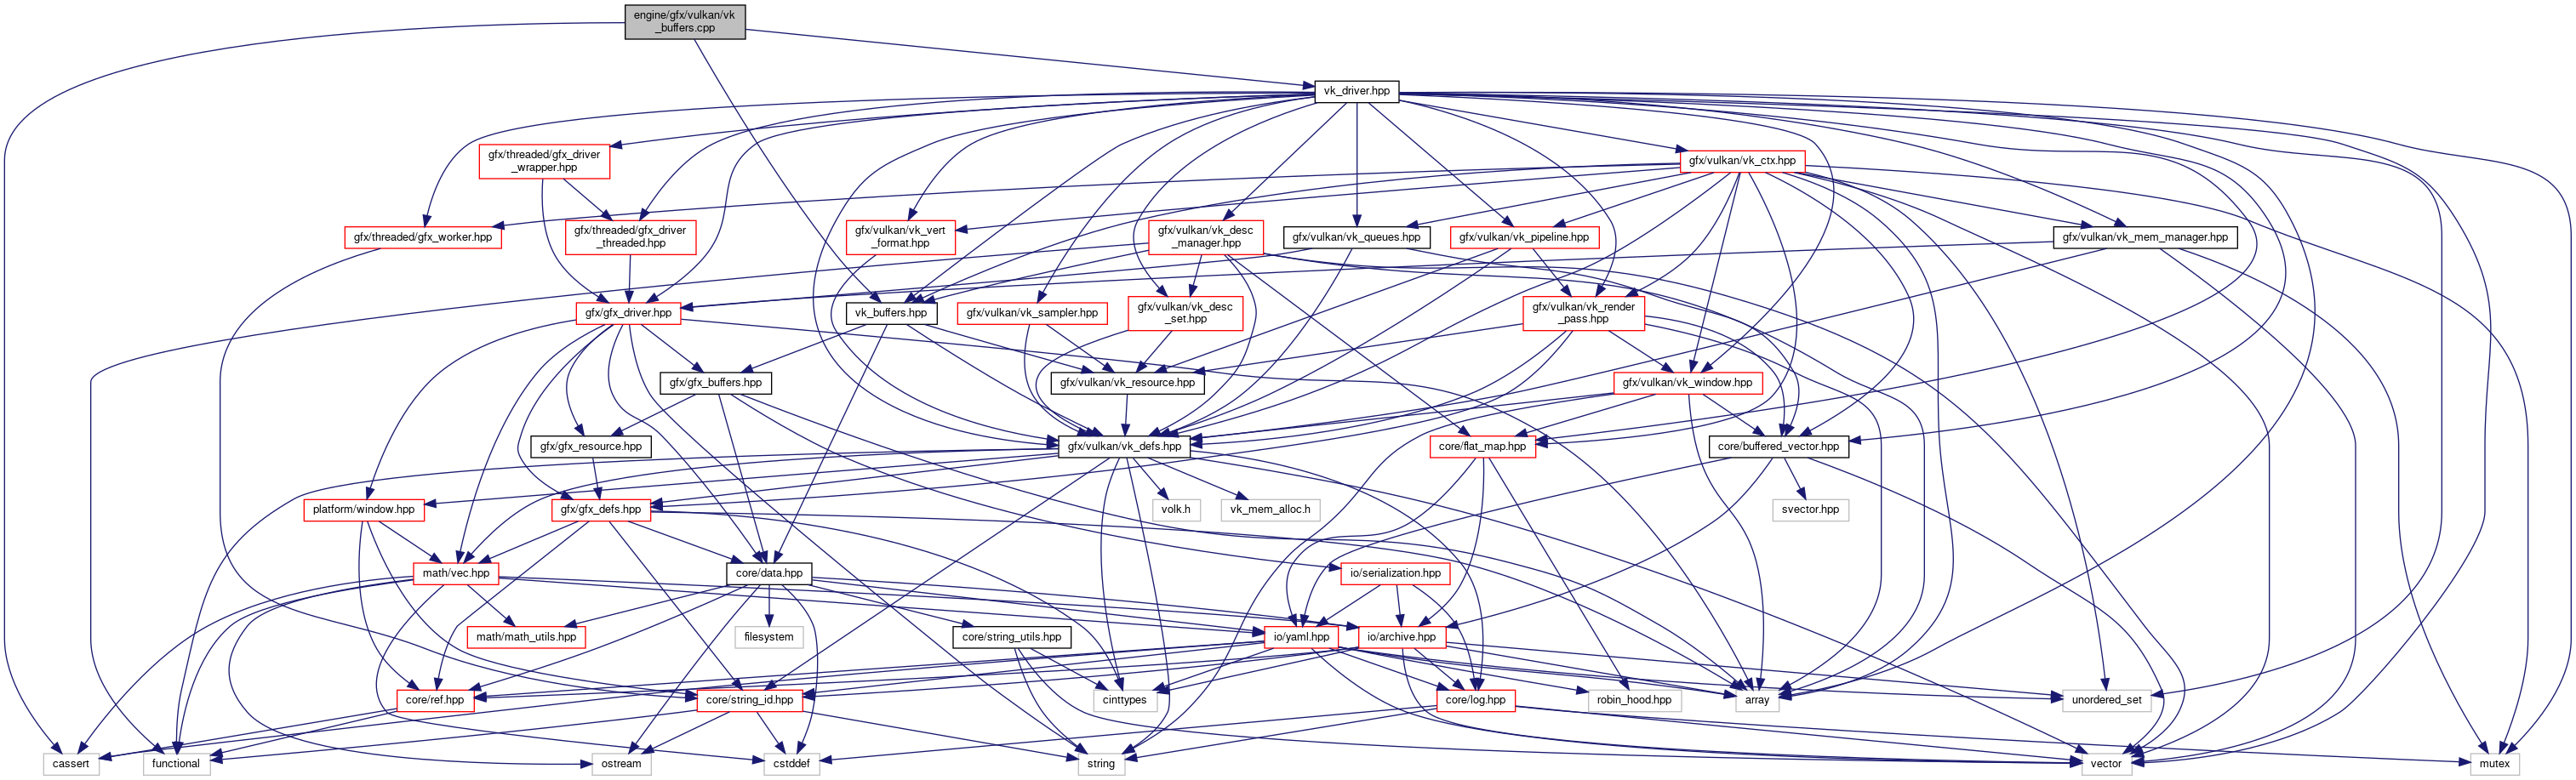 engine/gfx/vulkan/vk
_buffers.cpp
vk_driver.hpp
gfx/threaded/gfx_driver
_wrapper.hpp
gfx/vulkan/vk_ctx.hpp
gfx/threaded/gfx_worker.hpp
gfx/threaded/gfx_driver
_threaded.hpp
gfx/vulkan/vk_vert
_format.hpp
gfx/vulkan/vk_desc
_manager.hpp
gfx/vulkan/vk_queues.hpp
gfx/vulkan/vk_pipeline.hpp
gfx/vulkan/vk_mem_manager.hpp
gfx/gfx_driver.hpp
vk_buffers.hpp
gfx/vulkan/vk_sampler.hpp
gfx/vulkan/vk_desc
_set.hpp
gfx/vulkan/vk_render
_pass.hpp
gfx/gfx_buffers.hpp
gfx/vulkan/vk_resource.hpp
gfx/vulkan/vk_window.hpp
gfx/gfx_resource.hpp
gfx/vulkan/vk_defs.hpp
core/flat_map.hpp
core/buffered_vector.hpp
platform/window.hpp
gfx/gfx_defs.hpp
volk.h
vk_mem_alloc.h
svector.hpp
math/vec.hpp
core/data.hpp
io/serialization.hpp
math/math_utils.hpp
filesystem
core/string_utils.hpp
io/yaml.hpp
io/archive.hpp
core/ref.hpp
core/string_id.hpp
cinttypes
core/log.hpp
robin_hood.hpp
array
unordered_set
cassert
functional
ostream
cstddef
string
vector
mutex